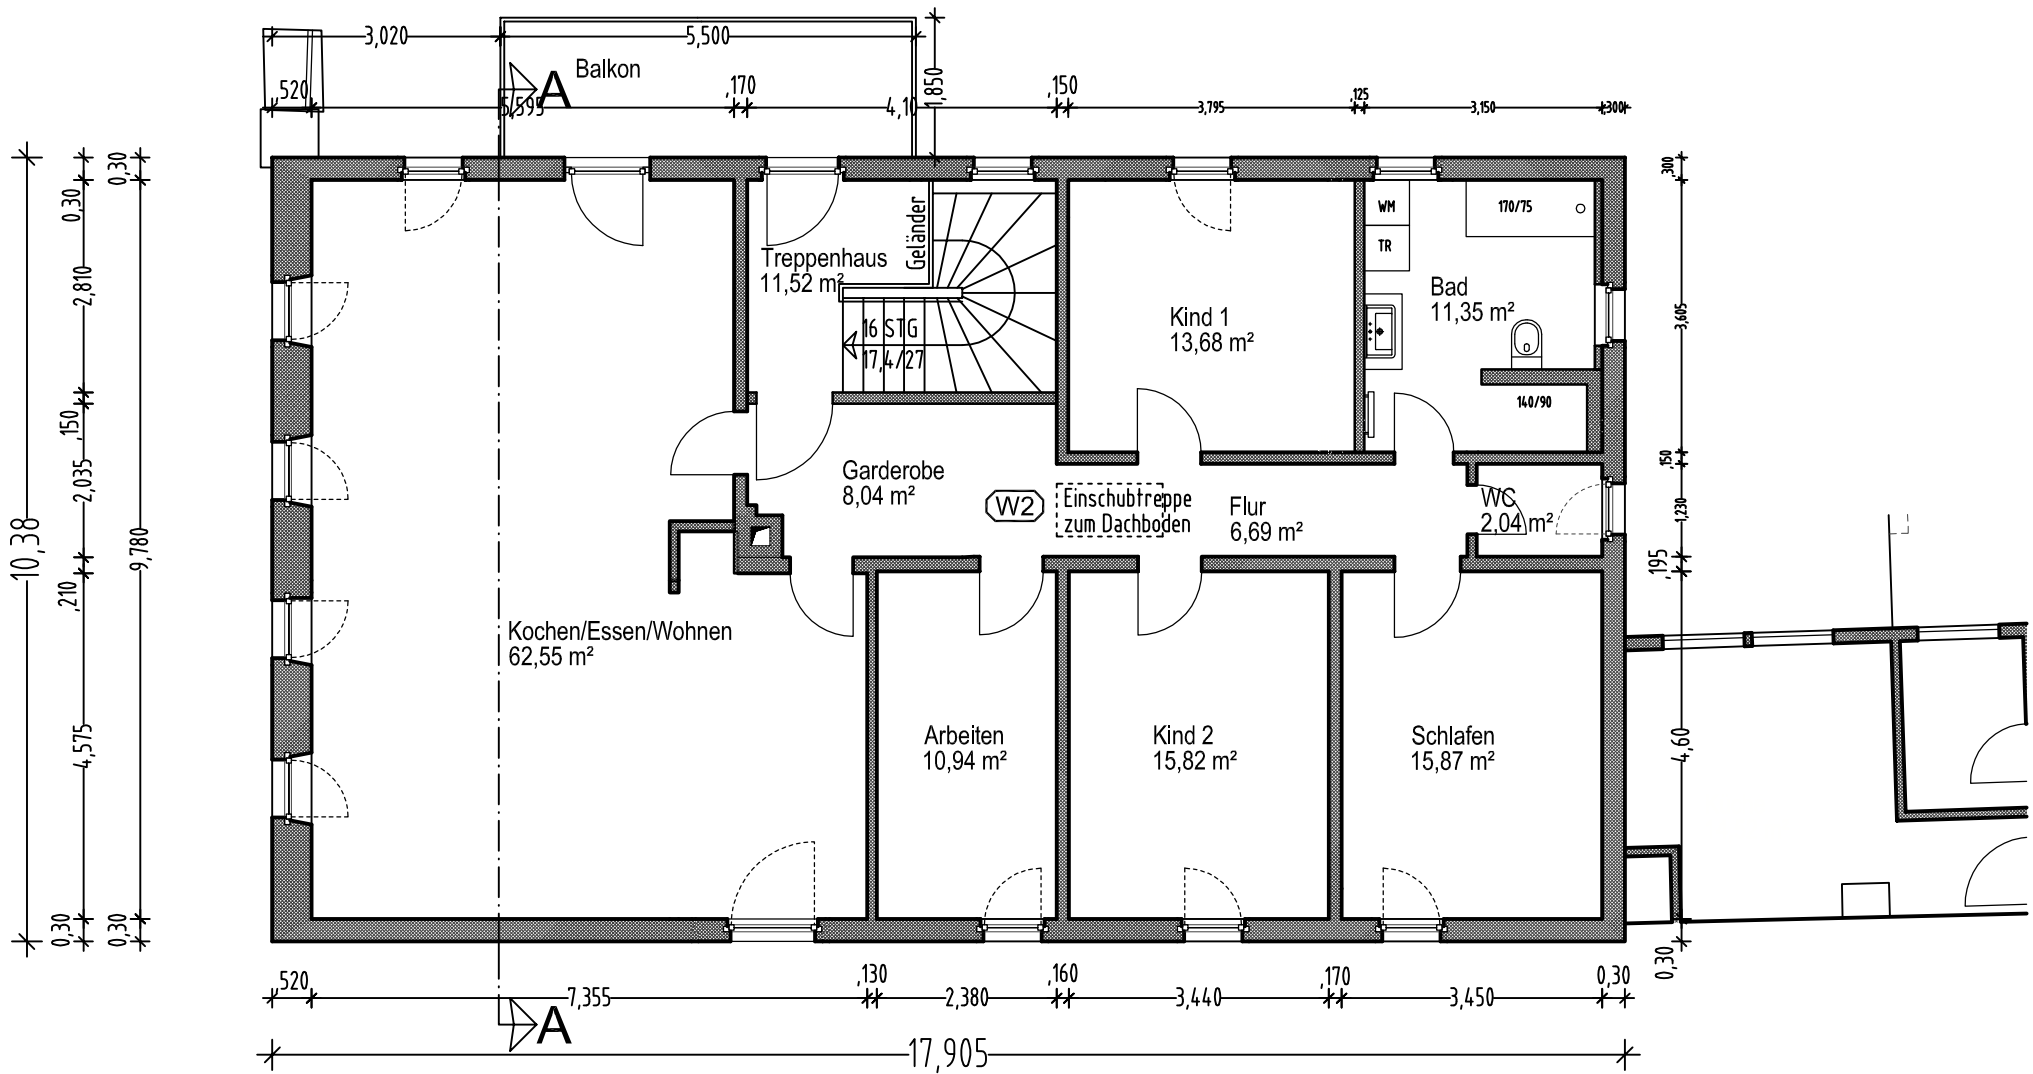 3,020
5,500
A
Balkon
1,850
,520
5,595
,170
4,10
,150
3,795
,125
3,150
,300
10,38
9,780
0,30
0,30
2,810
,150
2,035
,210
4,575
0,30
0,30
Treppenhaus
11,52 m²
Geländer
16 STG
17,4/27
Kind 1
13,68 m²
WM
TR
170/75
Bad
11,35 m²
140/90
Garderobe
8,04 m²
W2
Einschubtreppe
zum Dachboden
Flur
6,69 m²
WC
2,04 m²
Kochen/Essen/Wohnen
62,55 m²
Arbeiten
10,94 m²
Kind 2
15,82 m²
Schlafen
15,87 m²
,300
3,605
,150
1,230
,195
4,60
0,30
,520
7,355
,130
2,380
,160
3,440
,170
3,450
0,30
A
17,905